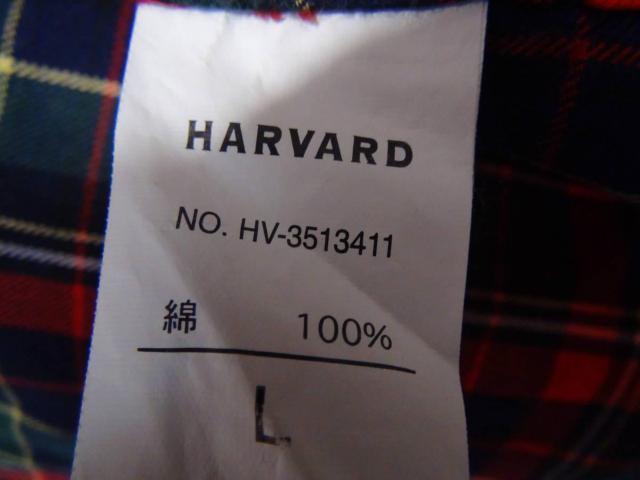 HARVARD
NO. HV-3513411
綿 100%
L